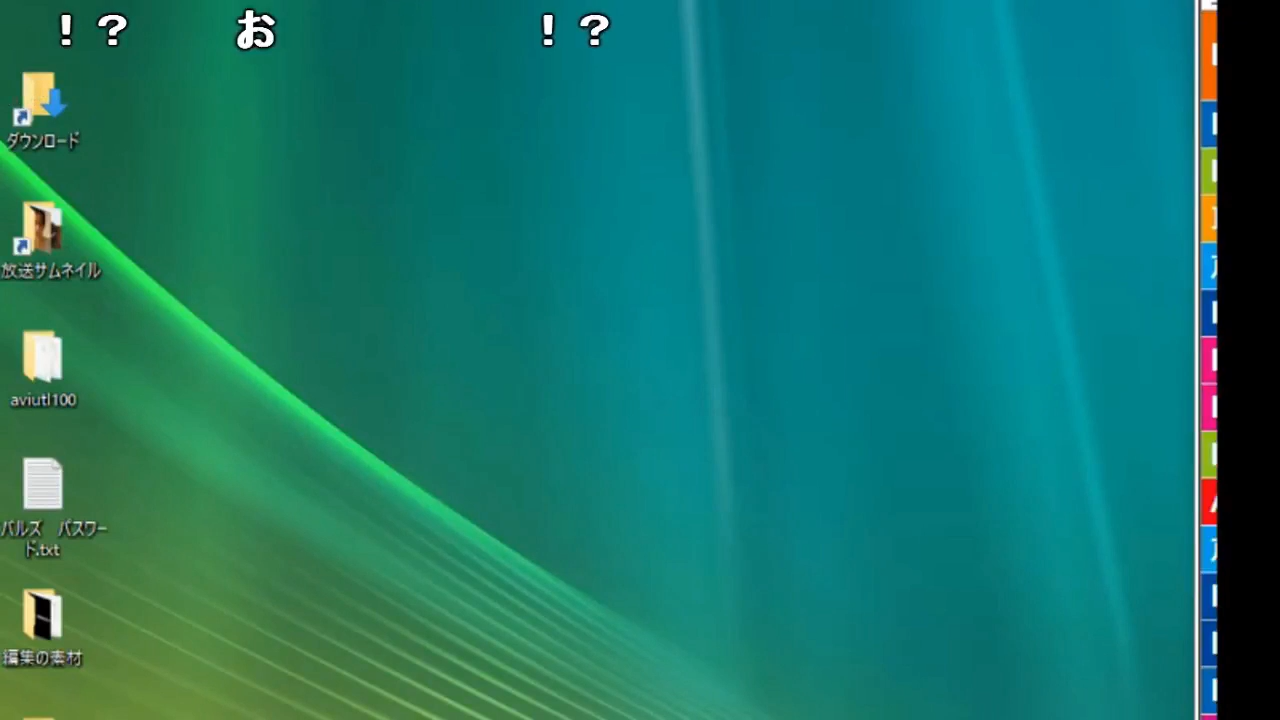 ！？　お　！？
ダウンロード
放送サムネイル
aviutl100
バルズ　パスワー
ド.txt
編集の素材